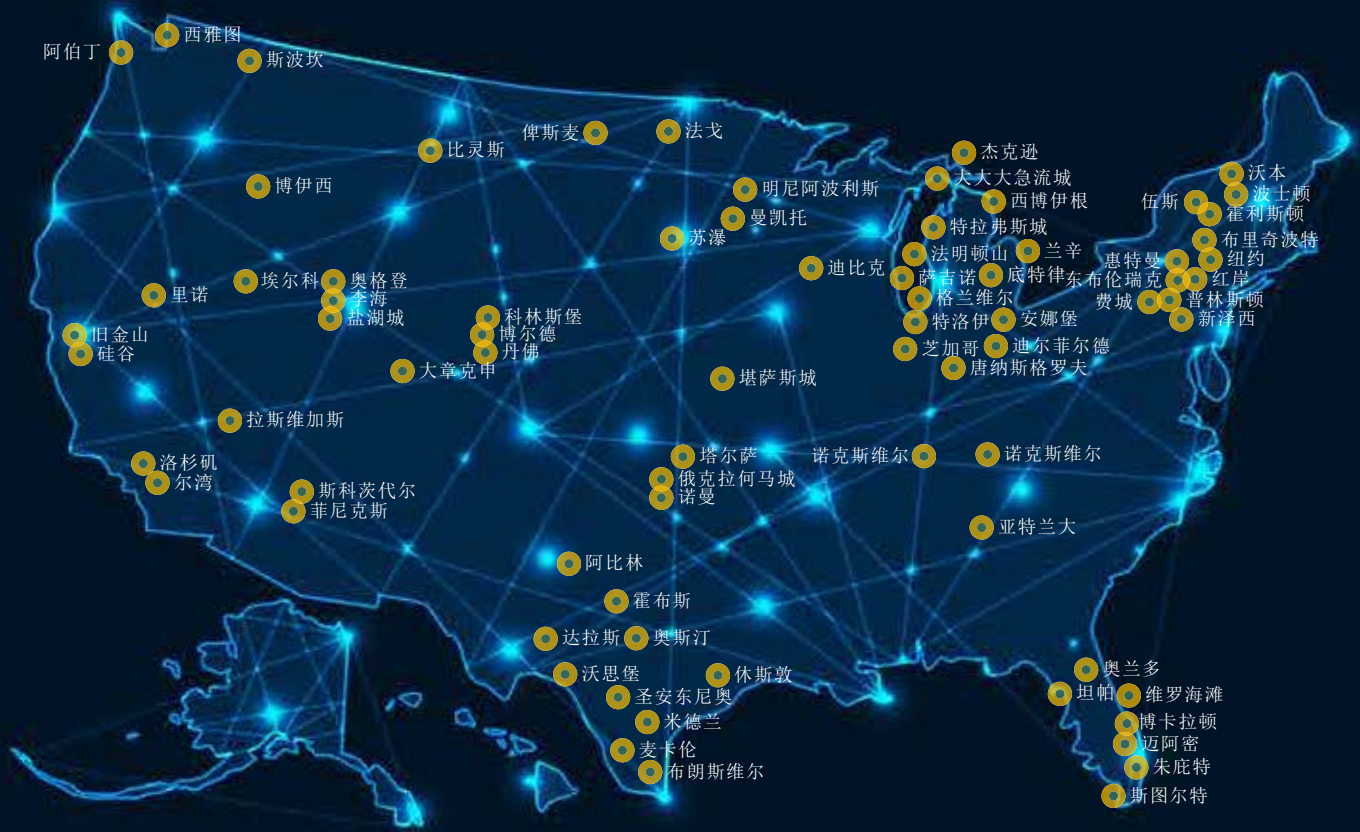 西雅图
阿伯丁
斯波坎
俾斯麦
法戈
比灵斯
杰克逊
博伊西
明尼阿波利斯
大大大急流城
沃本
波士顿
西博伊根
伍斯
霍利斯顿
曼凯托
特拉弗斯城
苏瀑
布里奇波特
法明顿山
兰辛
惠特曼
纽约
迪比克
萨吉诺
底特律
东布伦瑞克
红岸
埃尔科
奥格登
里诺
李海
格兰维尔
费城
普林斯顿
盐湖城
科林斯堡
特洛伊
安娜堡
新泽西
旧金山
博尔德
硅谷
丹佛
芝加哥
迪尔菲尔德
大章克申
唐纳斯格罗夫
堪萨斯城
拉斯维加斯
洛杉矶
塔尔萨
诺克斯维尔
诺克斯维尔
尔湾
俄克拉何马城
斯科茨代尔
诺曼
菲尼克斯
亚特兰大
阿比林
霍布斯
达拉斯
奥斯汀
沃思堡
休斯敦
奥兰多
圣安东尼奥
坦帕
维罗海滩
米德兰
博卡拉顿
麦卡伦
迈阿密
布朗斯维尔
朱庇特
斯图尔特